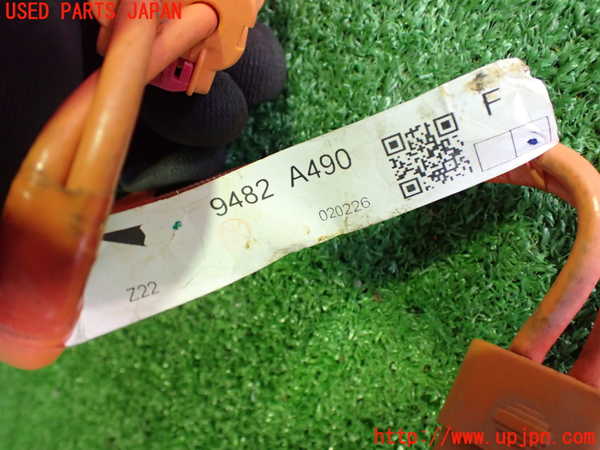 USED PARTS JAPAN
F
9482 A490
020226
Z22
http://www.upjpn.com